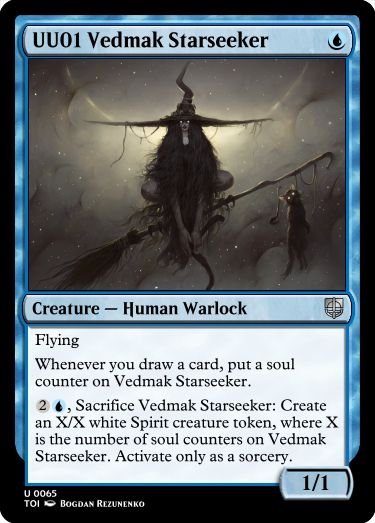 UU01 Vedmak Starseeker
Flying
Creature — Human Warlock
Whenever you draw a card, put a soul
counter on Vedmak Starseeker.
2, Sacrifice Vedmak Starseeker: Create
an X/X white Spirit creature token, where X
is the number of soul counters on Vedmak
Starseeker. Activate only as a sorcery.
1/1
U 0065
TOI Bogdan Rezunenko